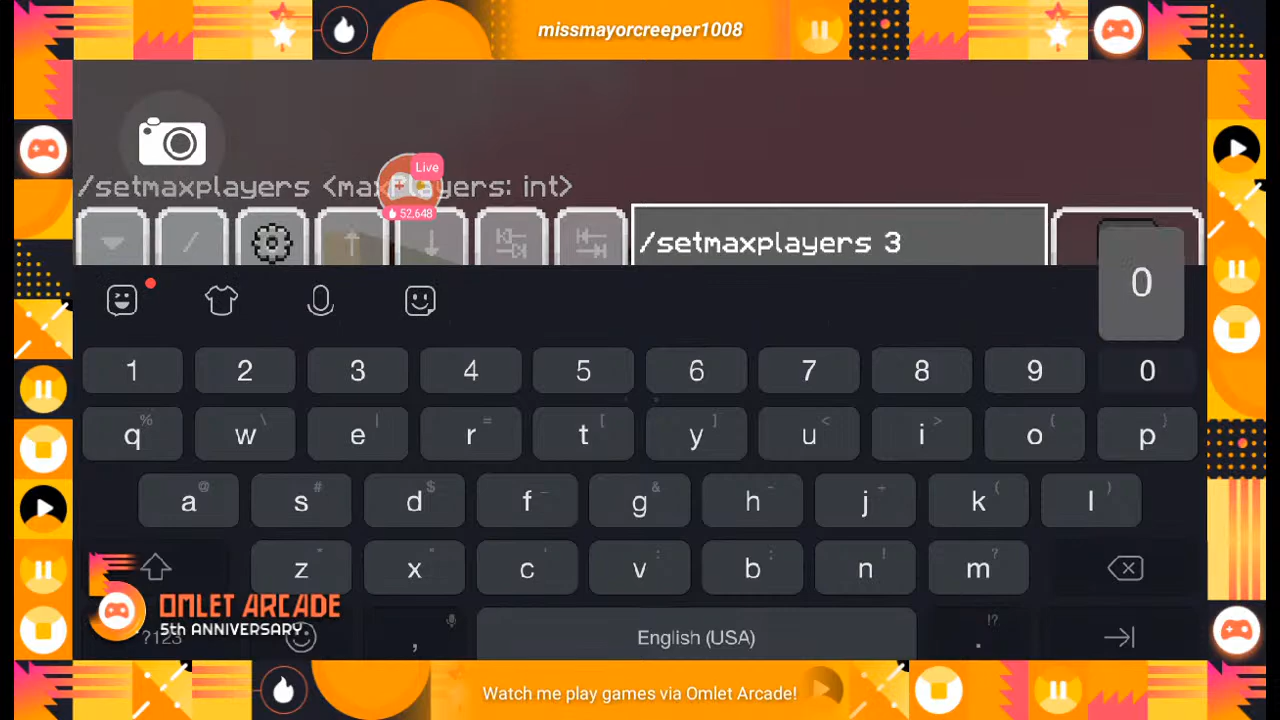 missmayorcreeper1008
Live
/setmaxplayers <maxPlayers: int>
52,648
/
/setmaxplayers 3
0
1 2 3 4 5 6 7 8 9 0
% \ | = [ ] < > { }
q w e r t y u i o p
@ # $ _ & - + ( )
a s d f g h j k l
* " ' : ; ! ?
z x c v b n m
OMLET ARCADE
5th ANNIVERSARY
?123 , English (USA) . !?
Watch me play games via Omlet Arcade!